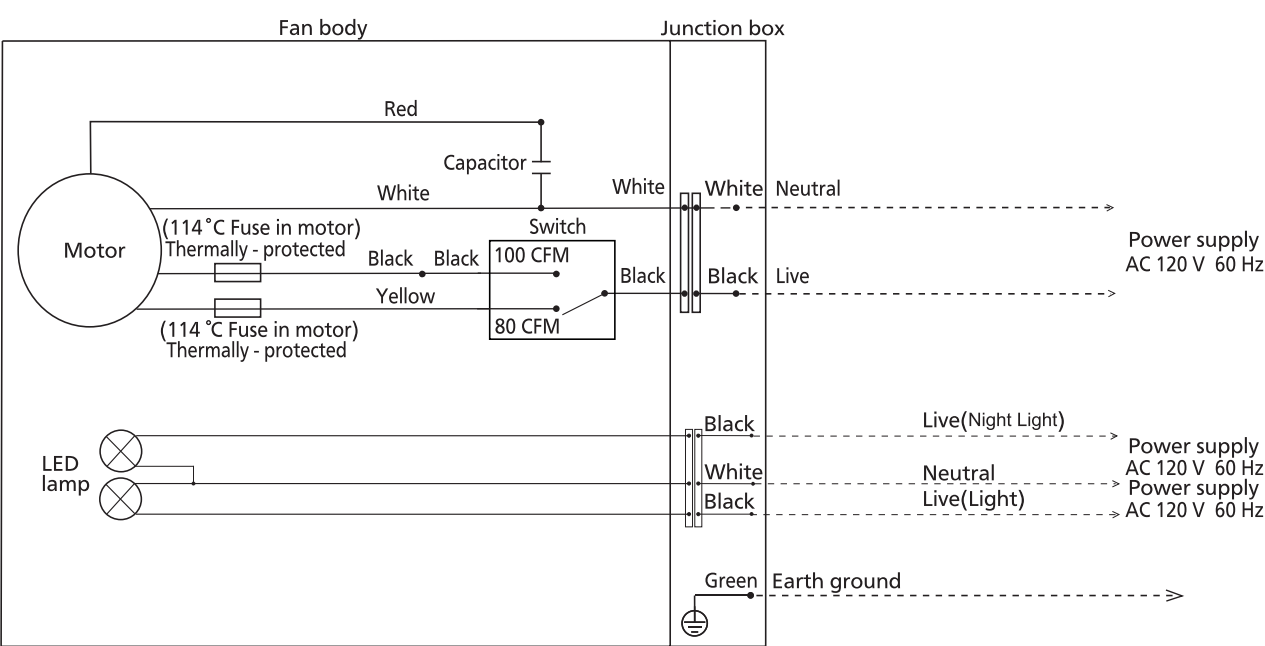 Fan body
Junction box
Red
Capacitor
White
White
White
Neutral
(114˚C Fuse in motor)
Thermally - protected
Switch
Motor
100 CFM
Black
Black
Black
Black
Live
Power supply
AC 120 V 60 Hz
Yellow
80 CFM
(114 ˚C Fuse in motor)
Thermally - protected
Black
Live(Night Light)
Power supply
AC 120 V 60 Hz
LED
lamp
White
Neutral
Black
Live(Light)
Power supply
AC 120 V 60 Hz
Green
Earth ground